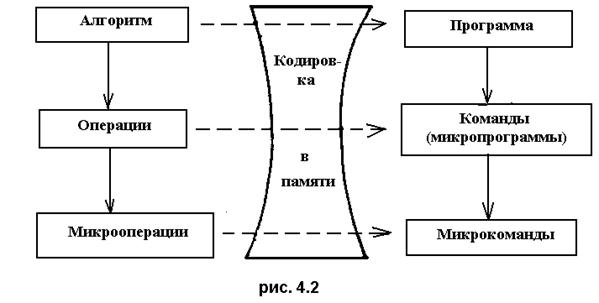 Алгоритм
Программа
Кодиров-
ка
Операции
Команды
(микропрограммы)
в
памяти
Микрооперации
Микрокоманды
рис. 4.2